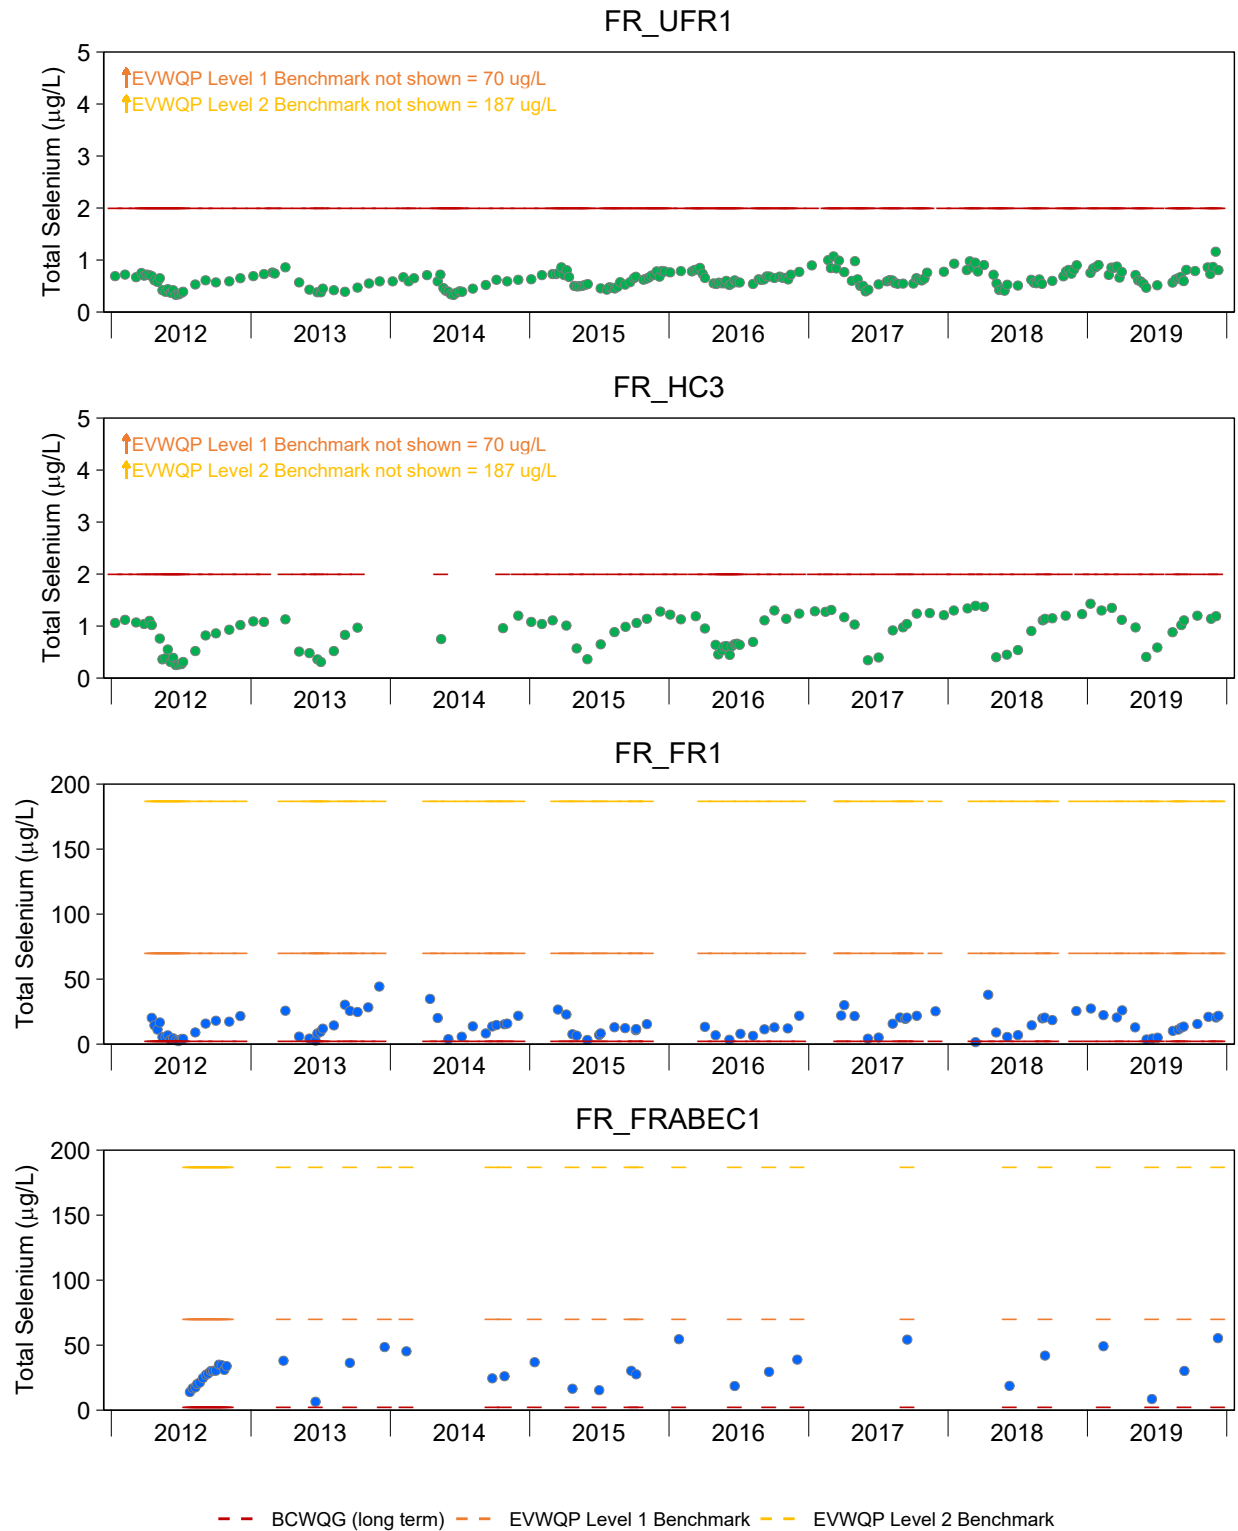 FR_UFR1
Total Selenium (µg/L)
5
4
3
2
1
0
EVWQP Level 1 Benchmark not shown = 70 ug/L
EVWQP Level 2 Benchmark not shown = 187 ug/L
2012 2013 2014 2015 2016 2017 2018 2019
FR_HC3
Total Selenium (µg/L)
5
4
3
2
1
0
EVWQP Level 1 Benchmark not shown = 70 ug/L
EVWQP Level 2 Benchmark not shown = 187 ug/L
2012 2013 2014 2015 2016 2017 2018 2019
FR_FR1
Total Selenium (µg/L)
200
150
100
50
0
2012 2013 2014 2015 2016 2017 2018 2019
FR_FRABEC1
Total Selenium (µg/L)
200
150
100
50
0
2012 2013 2014 2015 2016 2017 2018 2019
BCWQG (long term) EVWQP Level 1 Benchmark EVWQP Level 2 Benchmark